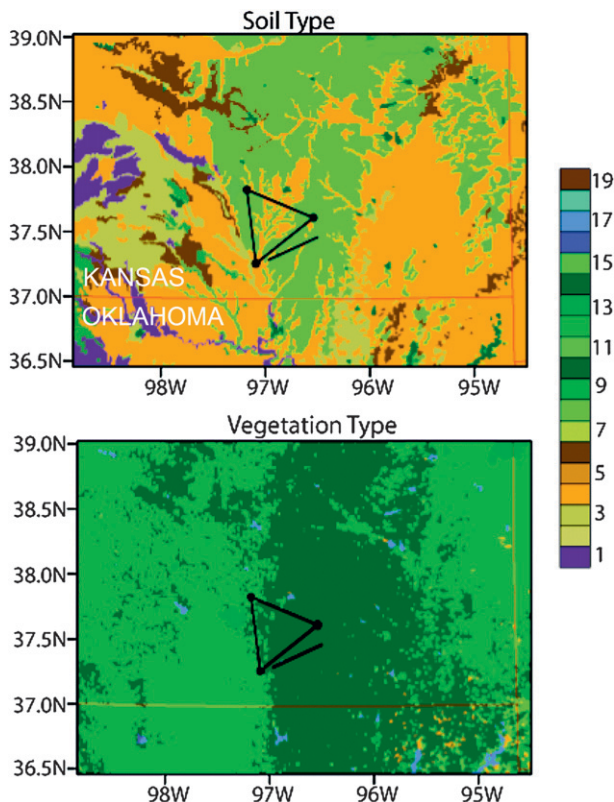 Soil Type
39.0N
38.5N
38.0N
37.5N
37.0N
36.5N
KANSAS
OKLAHOMA
98W 97W 96W 95W
Vegetation Type
39.0N
38.5N
38.0N
37.5N
37.0N
36.5N
98W 97W 96W 95W
19
17
15
13
11
9
7
5
3
1